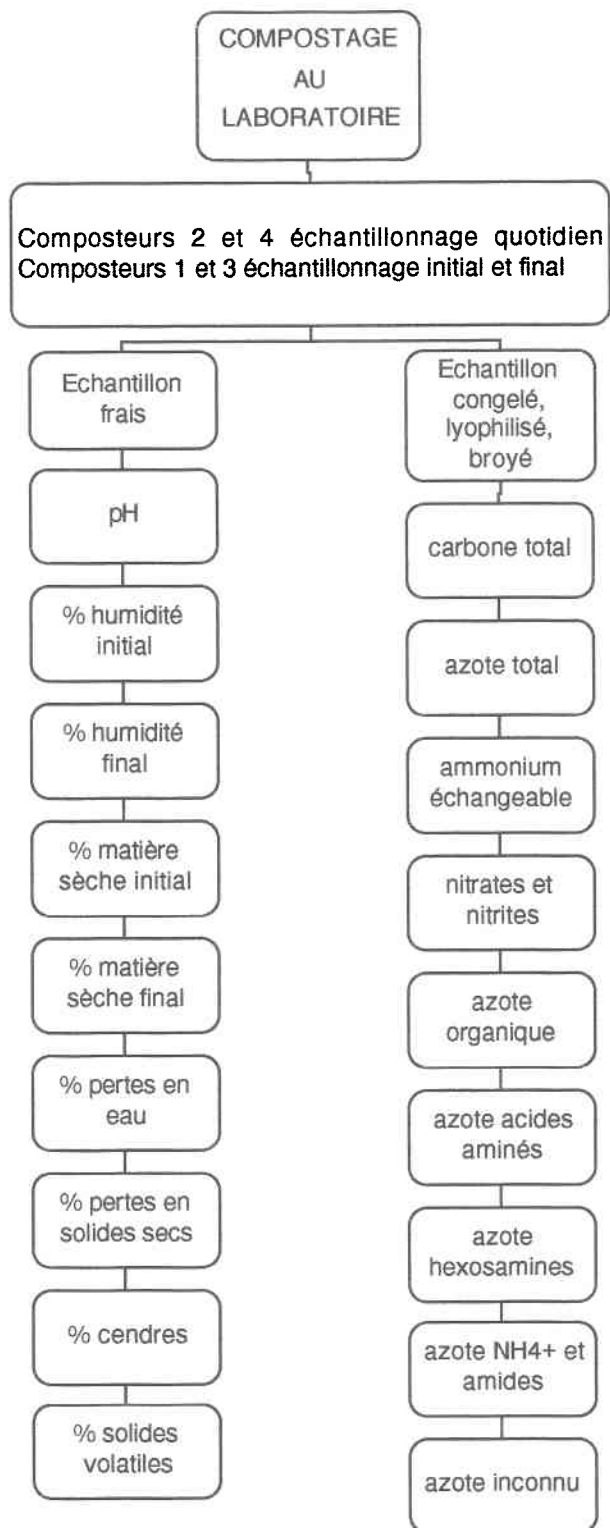 COMPOSTAGE
AU
LABORATOIRE
Composteurs 2 et 4 échantillonnage quotidien
Composteurs 1 et 3 échantillonnage initial et final
Echantillon
frais
pH
% humidité
initial
% humidité
final
% matière
sèche initial
% matière
sèche final
% pertes en
eau
% pertes en
solides secs
% cendres
% solides
volatiles
Echantillon
congelé,
lyophilisé,
broyé
carbone total
azote total
ammonium
échangeable
nitrates et
nitrites
azote
organique
azote acides
aminés
azote
hexosamines
azote NH4+ et
amides
azote inconnu